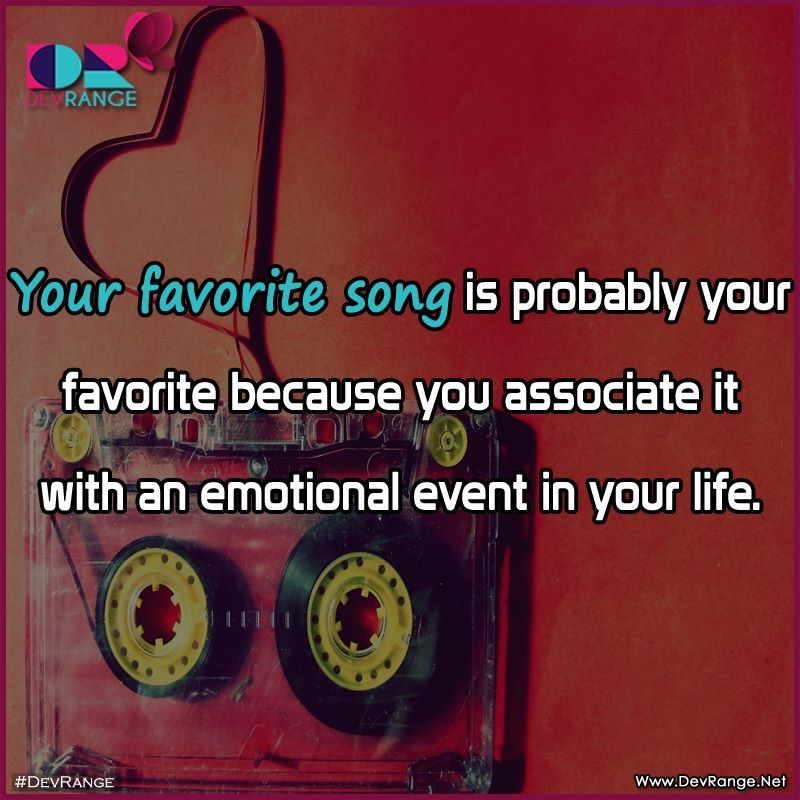 DEVRANGE
Your favorite song is probably your
favorite because you associate it
with an emotional event in your life.
#DEVRANGE
Www.DevRange.Net